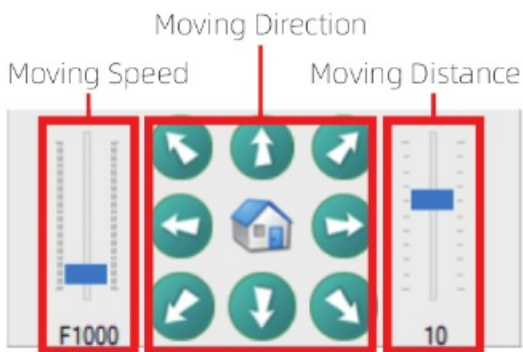 Moving Direction
Moving Speed
Moving Distance
F1000
10